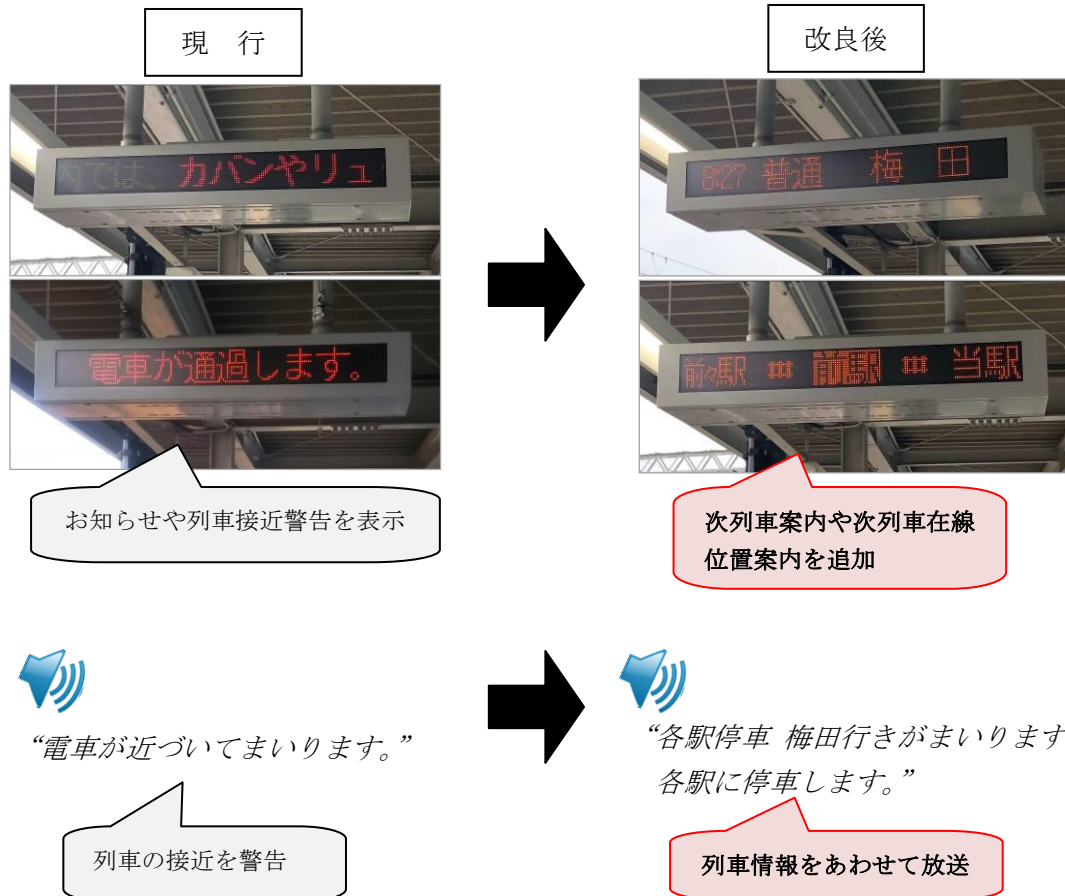 現 行
改良後
内では、カバンやリュ
8:27 普通 梅 田
電車が通過します。
前々駅 ⅲ 前駅 ⅲ 当駅
お知らせや列車接近警告を表示
次列車案内や次列車在線
位置案内を追加
“電車が近づいてまいります。”
“各駅停車 梅田行きがまいります
各駅に停車します。”
列車の接近を警告
列車情報をあわせて放送